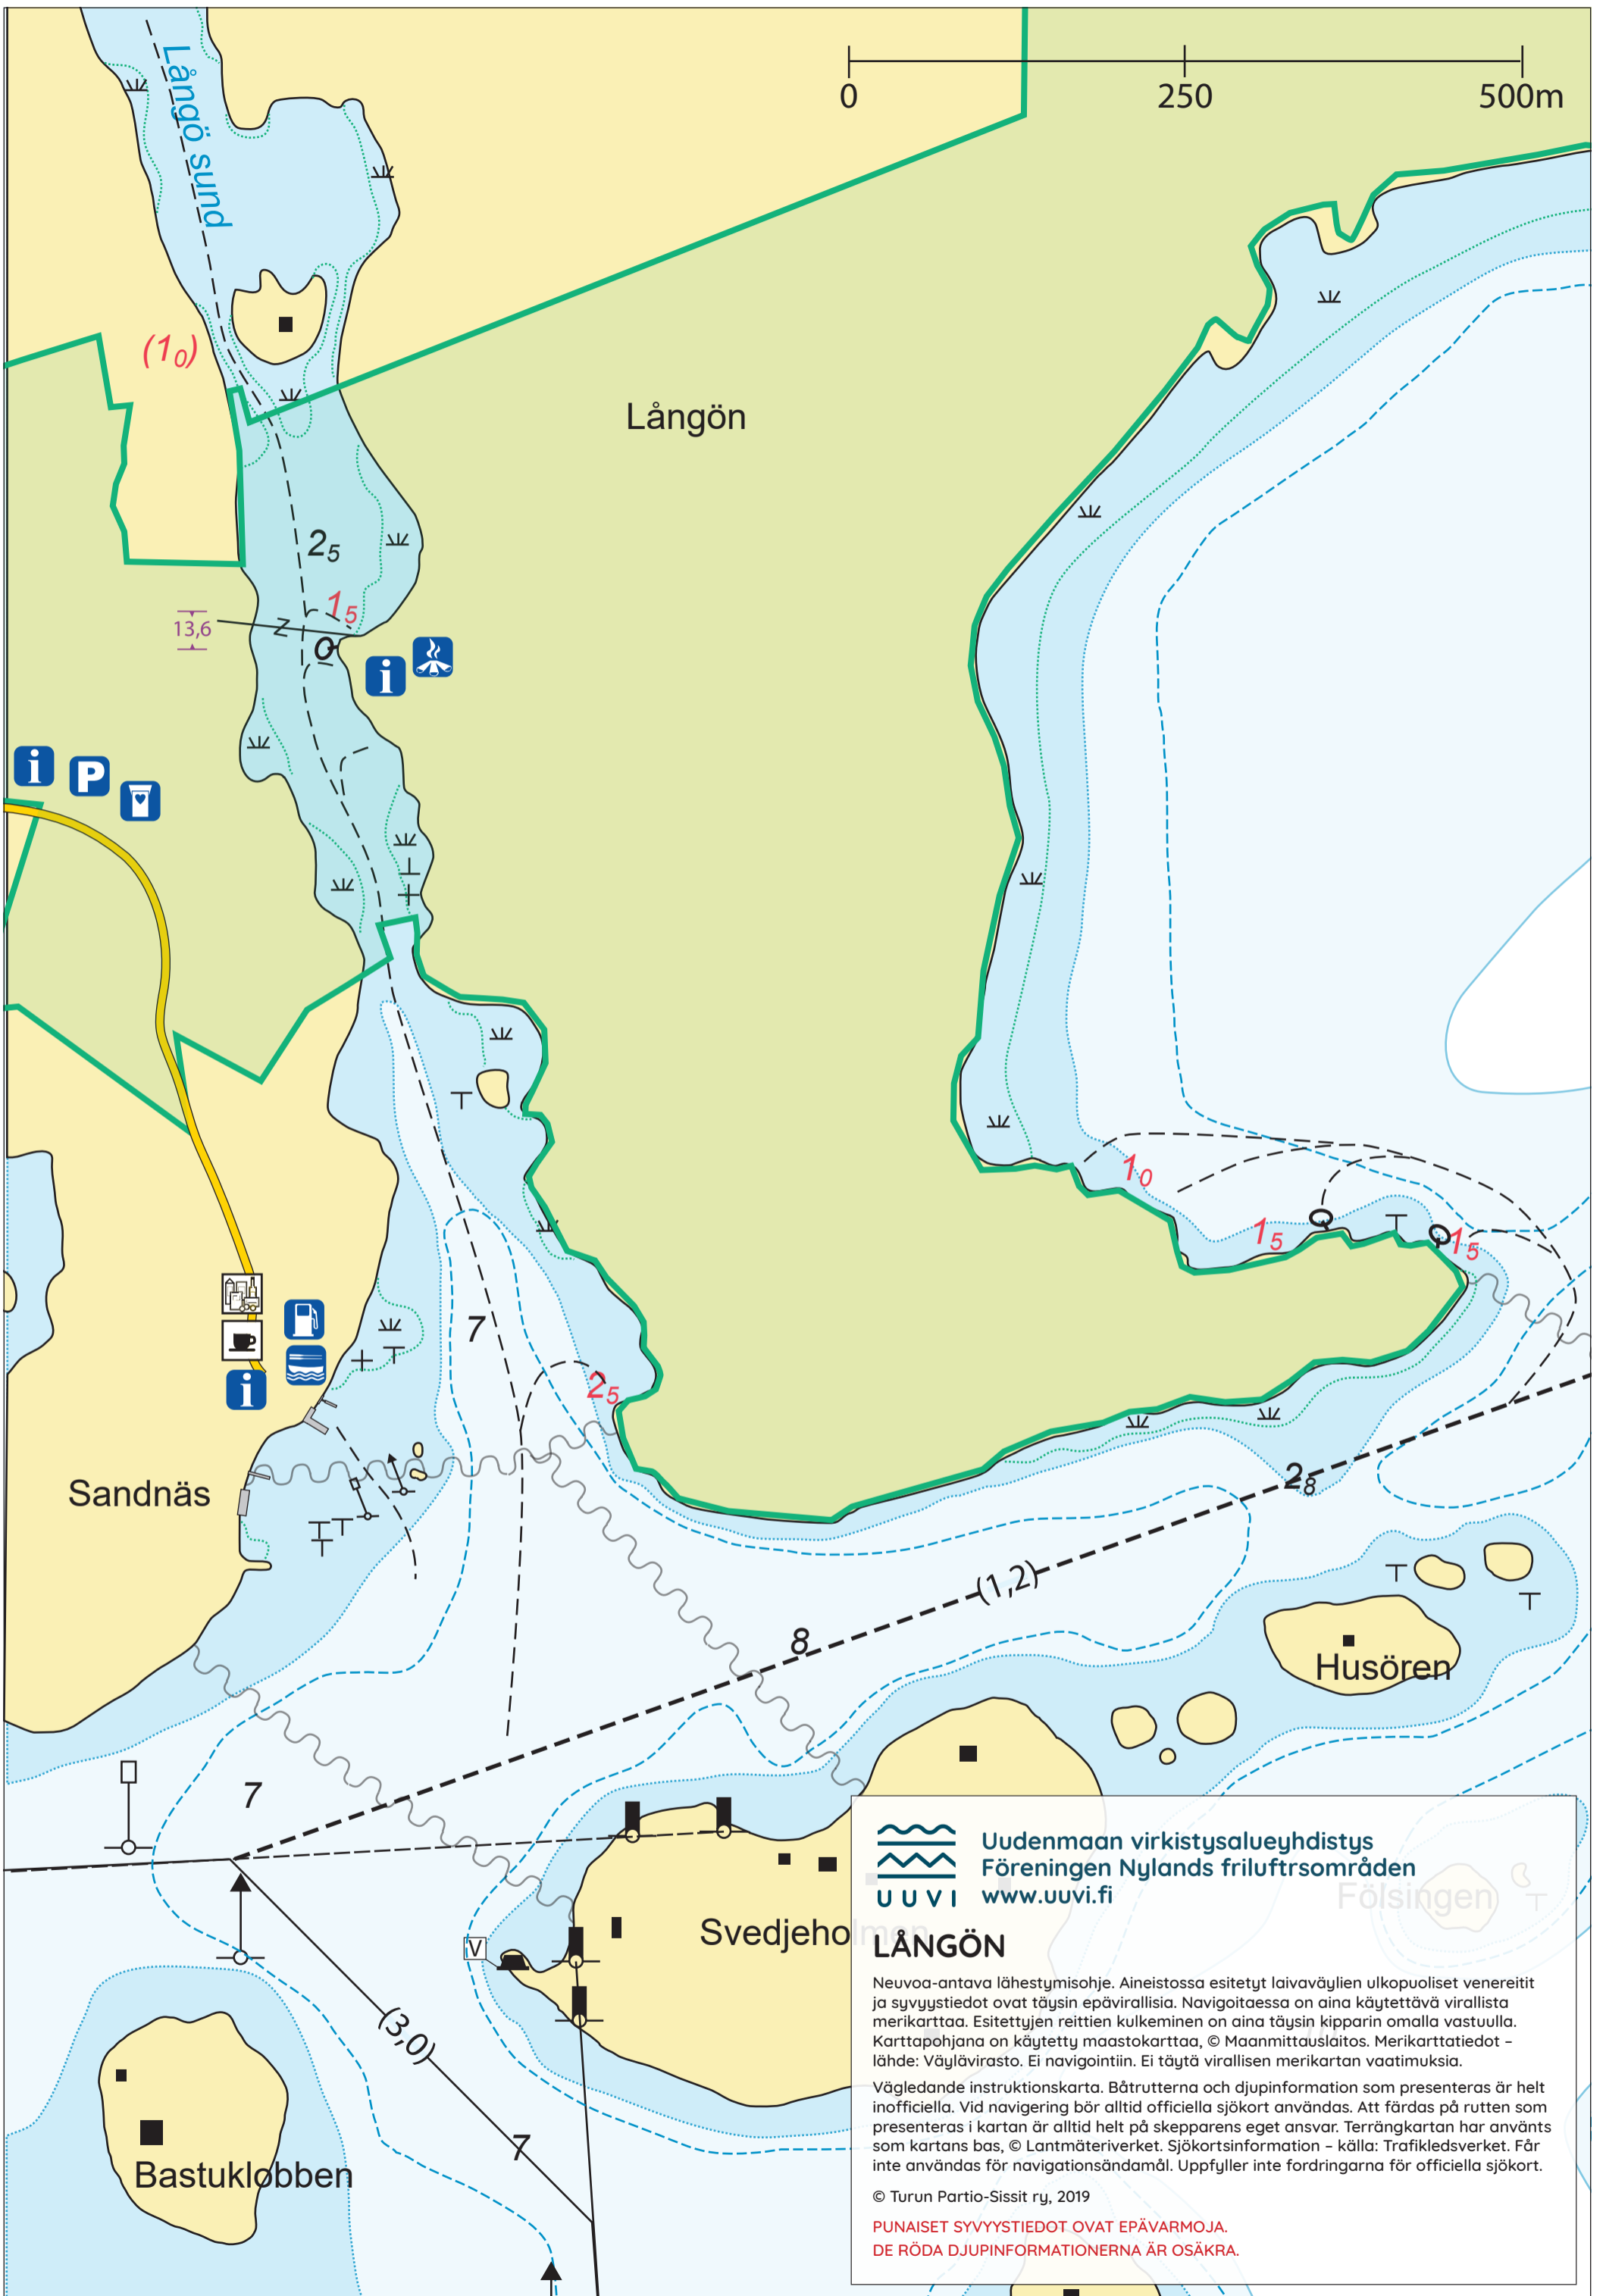 Långö sund
0 250 500m
(1₀)
Långön
2₅
1₅
13,6
Z
i
i
P
1₀
1₅
1₅
7
i
2₅
Sandnäs
2₈
(1,2)
8
Husören
7
V
Svedjeholmen
Fölsingen
(3,0)
7
Bastuklobben
UUVI
Uudenmaan virkistysalueyhdistys
Föreningen Nylands friluftrsområden
www.uuvi.fi
LÅNGÖN
Neuvoa-antava lähestymisohje. Aineistossa esitetyt laivaväylien ulkopuoliset venereitit
ja syvyystiedot ovat täysin epävirallisia. Navigoitaessa on aina käytettävä virallista
merikarttaa. Esitettyjen reittien kulkeminen on aina täysin kipparin omalla vastuulla.
Karttapohjana on käytetty maastokarttaa, © Maanmittauslaitos. Merikarttatiedot –
lähde: Väylävirasto. Ei navigointiin. Ei täytä virallisen merikartan vaatimuksia.
Vägledande instruktionskarta. Båtrutterna och djupinformation som presenteras är helt
inofficiella. Vid navigering bör alltid officiella sjökort användas. Att färdas på rutten som
presenteras i kartan är alltid helt på skepparens eget ansvar. Terrängkartan har använts
som kartans bas, © Lantmäteriverket. Sjökortsinformation – källa: Trafikledsverket. Får
inte användas för navigationsändamål. Uppfyller inte fordringarna för officiella sjökort.
© Turun Partio-Sissit ry, 2019
PUNAISET SYVYYSTIEDOT OVAT EPÄVARMOJA.
DE RÖDA DJUPINFORMATIONERNA ÄR OSÄKRA.